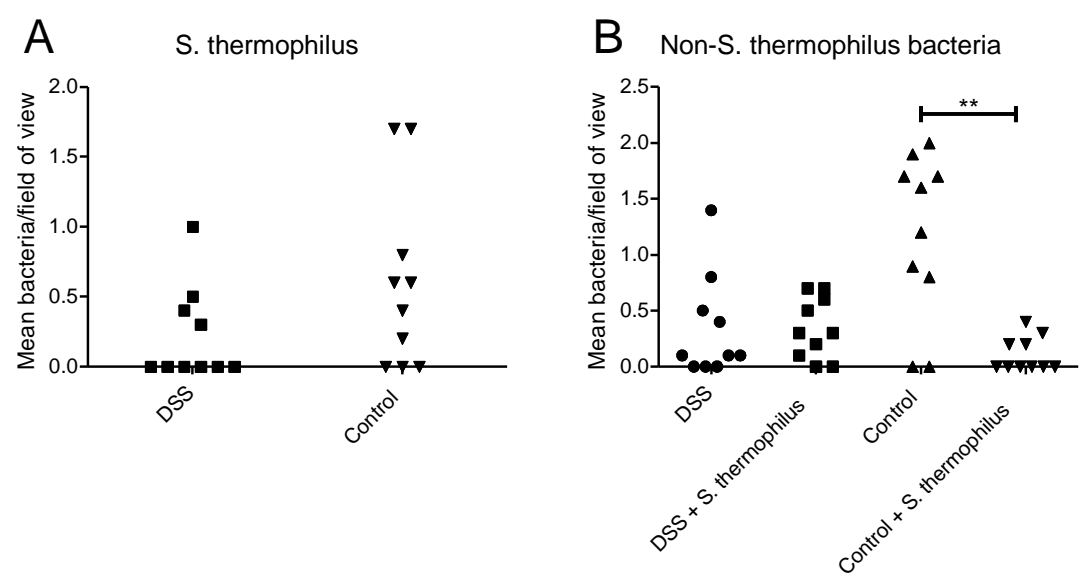 A
S. thermophilus
Mean bacteria/field of view
2.0
1.5
1.0
0.5
0.0
DSS
Control
B
Non-S. thermophilus bacteria
Mean bacteria/field of view
2.5
2.0
1.5
1.0
0.5
0.0
**
DSS
DSS + S. thermophilus
Control
Control + S. thermophilus